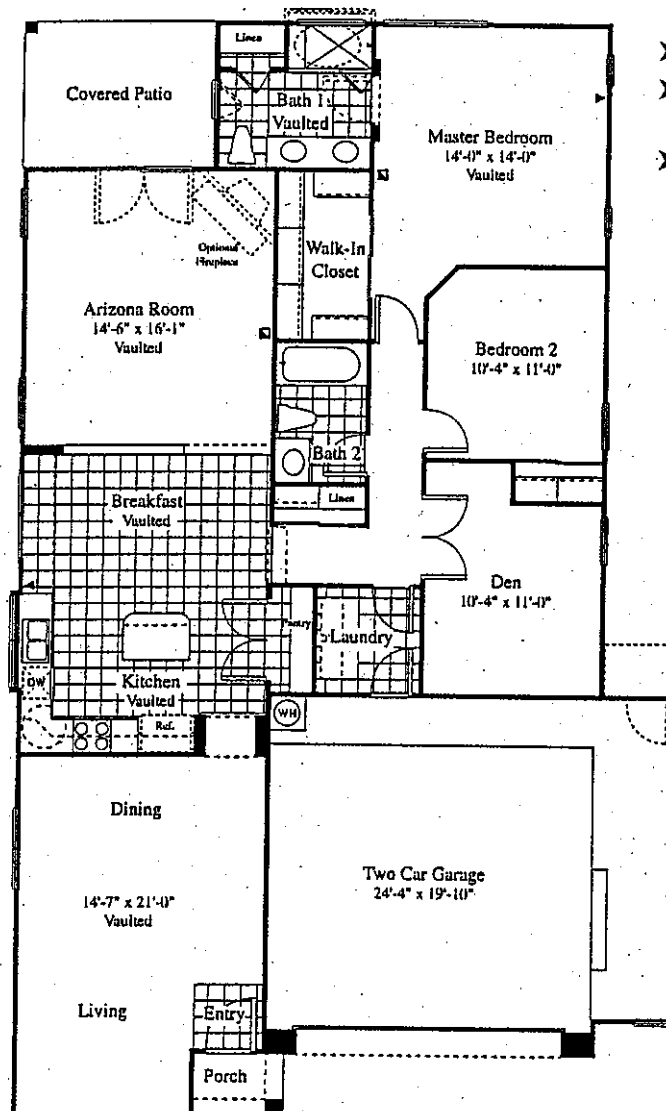 Linen
Covered Patio
Bath 1
Vaulted
Master Bedroom
14'-0" x 14'-0"
Vaulted
Optional
Fireplace
Walk-In
Closet
Arizona Room
14'-6" x 16'-1"
Vaulted
Bedroom 2
10'-4" x 11'-0"
Bath 2
Linen
Breakfast
Vaulted
Den
10'-4" x 11'-0"
Pantry
Laundry
DW
Kitchen
Vaulted
Ref.
WH
Dining
14'-7" x 21'-0"
Vaulted
Two Car Garage
24'-4" x 19'-10"
Living
Entry
Porch